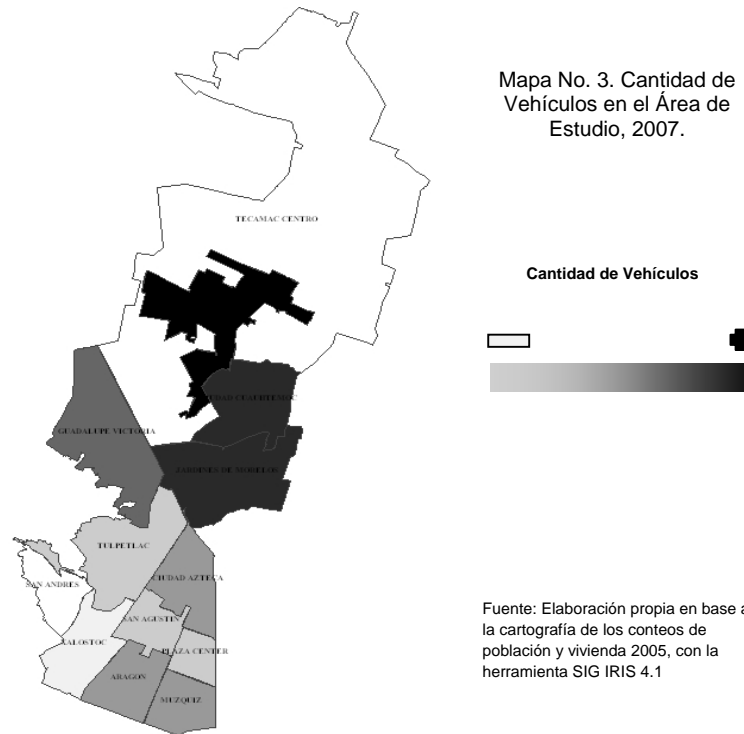 Mapa No. 3. Cantidad de
Vehículos en el Área de
Estudio, 2007.
TECAMAC CENTRO
Cantidad de Vehículos
CIUDAD CUAUHTEMOC
GUADALUPE VICTORIA
JARDINES DE MORELOS
TULPETLAC
CIUDAD AZTECA
SAN ANDRES
SAN AGUSTIN
XALOSTOC
PLAZA CENTER
ARAGON
MUZQUIZ
Fuente: Elaboración propia en base a
la cartografía de los conteos de
población y vivienda 2005, con la
herramienta SIG IRIS 4.1